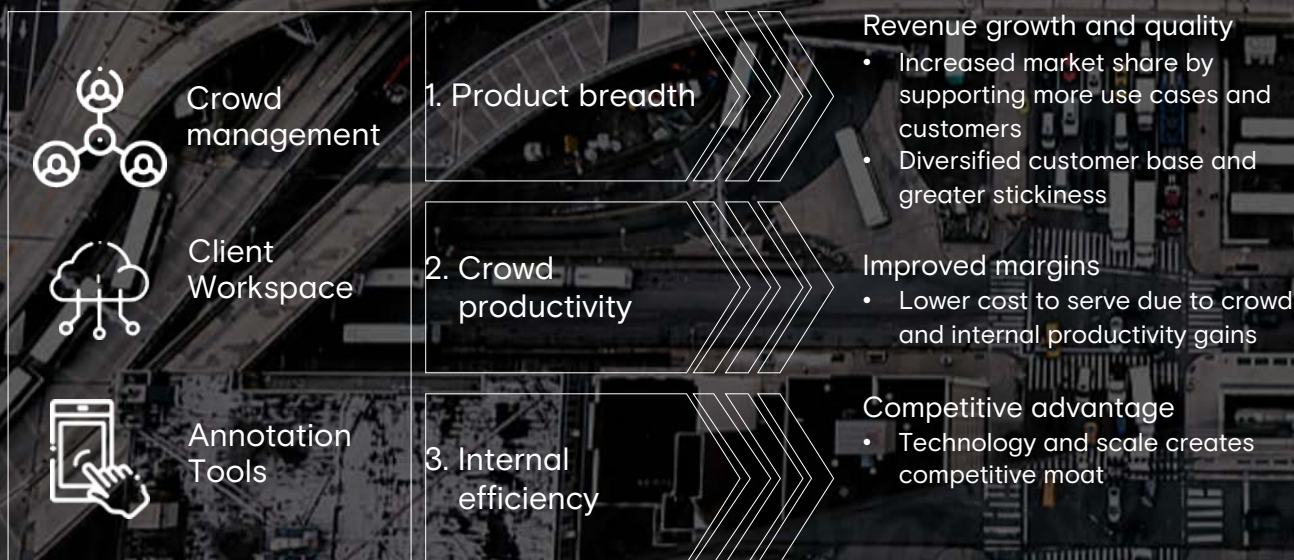 Crowd
management
Client
Workspace
Annotation
Tools
1. Product breadth
2. Crowd
productivity
3. Internal
efficiency
Revenue growth and quality
• Increased market share by
supporting more use cases and
customers
• Diversified customer base and
greater stickiness
Improved margins
• Lower cost to serve due to crowd
and internal productivity gains
Competitive advantage
• Technology and scale creates
competitive moat